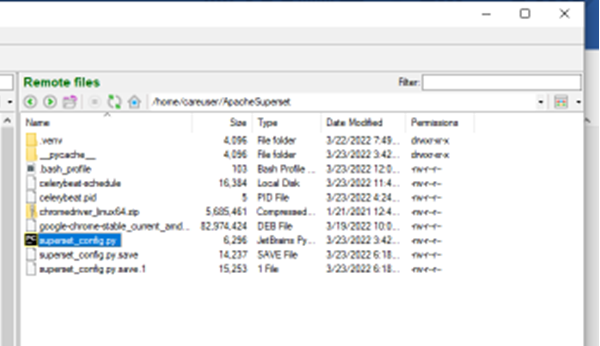 Remote files Filter:
/home/careuser/ApacheSuperset
Name Size Type Date Modified Permissions
.venv 4,096 File folder 3/22/2022 7:49... drwxr-xr-x
__pycache__ 4,096 File folder 3/23/2022 3:42... drwxr-xr-x
.bash_profile 103 Bash Profile ... 3/23/2022 12:0... -rw-r--r--
celerybeat-schedule 16,384 Local Disk 3/23/2022 11:4... -rw-r--r--
celerybeat.pid 5 PID File 3/23/2022 4:24... -rw-r--r--
chromedriver_linux64.zip 5,685,461 Compressed... 1/21/2021 12:4... -rw-r--r--
google-chrome-stable_current_amd... 82,974,424 DEB File 3/19/2022 10:0... -rw-r--r--
superset_config.py 6,296 JetBrains Py... 3/23/2022 3:42... -rw-r--r--
superset_config.py.save 14,237 SAVE File 3/23/2022 6:18... -rw-r--r--
superset_config.py.save.1 15,253 1 File 3/23/2022 6:18... -rw-r--r--